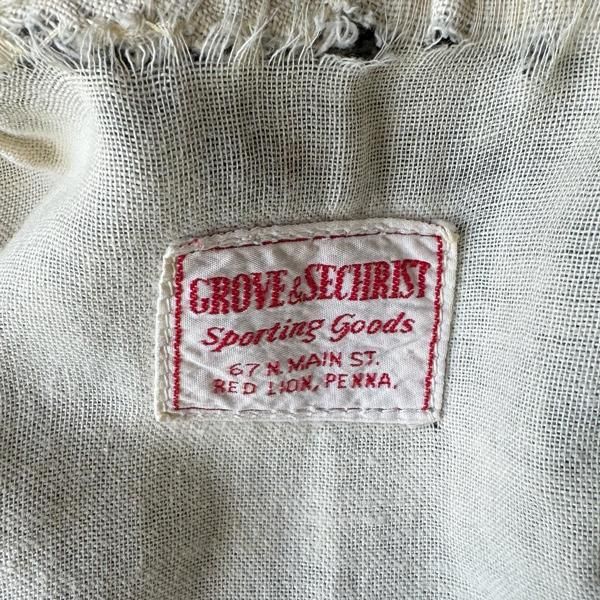 GROVE & SECHRIST
Sporting Goods
67 N. MAIN ST.
RED LION, PENNA.